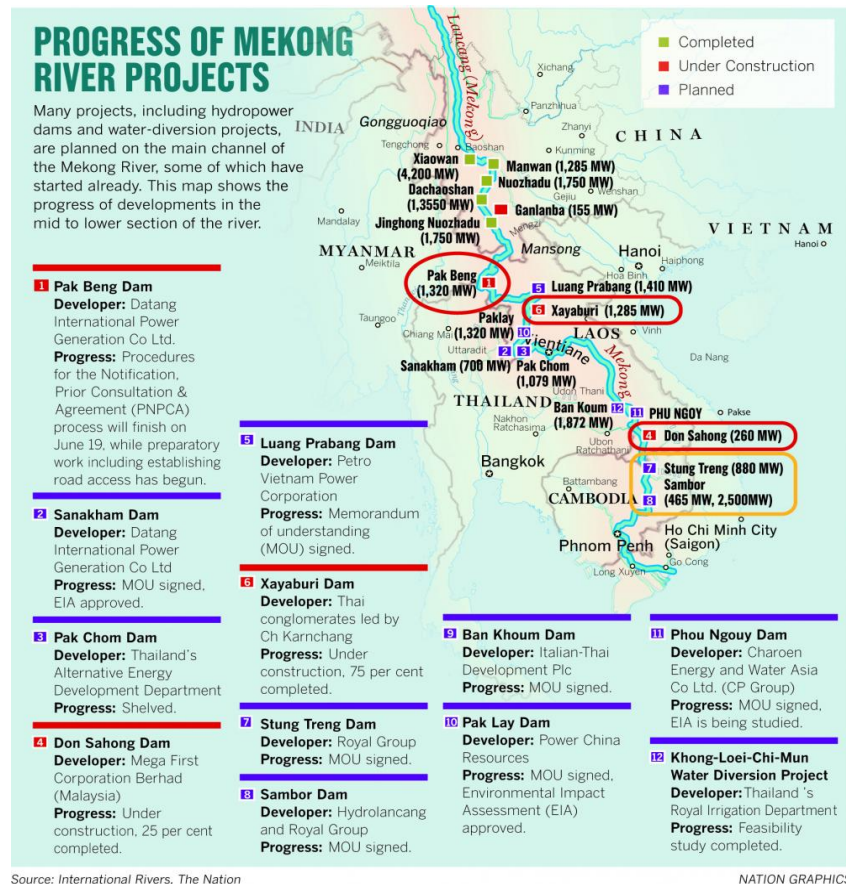 PROGRESS OF MEKONG
RIVER PROJECTS
Many projects, including hydropower
dams and water-diversion projects,
are planned on the main channel of
the Mekong River, some of which have
started already. This map shows the
progress of developments in the
mid to lower section of the river.
Completed
Under Construction
Planned
Lancang (Mekong)
Xichang
Panzhihua
INDIA
Gongguoqiao
Zhanyi
CHINA
Tengchong
Baoshan
Kunming
Xiaowan
(4,200 MW)
Manwan (1,285 MW)
Nuozhadu (1,750 MW)
Gejiu
Wenshan
Dachaoshan
(1,3550 MW)
Ganlanba (155 MW)
Mengzi
Jinghong Nuozhadu
(1,750 MW)
Mandalay
VIETNAM
Hanoi
MYANMAR
Meiktila
Mansong
Hanoi
Haiphong
Hoa Binh
Pak Beng
(1,320 MW)
1
5 Luang Prabang (1,410 MW)
6 Xayaburi (1,285 MW)
Taungoo
Chiang Mai
Paklay
(1,320 MW)
10
LAOS
Vinh
Vientiane
Mekong
Uttaradit
2 3
Sanakham (700 MW)
Pak Chom
(1,079 MW)
Da Nang
Udon Thani
THAILAND
Ban Koum
(1,872 MW)
12
11 PHU NGOY
Pakse
Nakhon
Ratchasima
Ubon
Ratchathani
4 Don Sahong (260 MW)
Bangkok
Battambang
7 Stung Treng (880 MW)
CAMBODIA
8
Sambor
(465 MW, 2,500MW)
Phnom Penh
Ho Chi Minh City
(Saigon)
Go Cong
Long Xuyen
1 Pak Beng Dam
Developer: Datang
International Power
Generation Co Ltd.
Progress: Procedures
for the Notification,
Prior Consultation &
Agreement (PNPCA)
process will finish on
June 19, while preparatory
work including establishing
road access has begun.
2 Sanakham Dam
Developer: Datang
International Power
Generation Co Ltd
Progress: MOU signed,
EIA approved.
3 Pak Chom Dam
Developer: Thailand's
Alternative Energy
Development Department
Progress: Shelved.
4 Don Sahong Dam
Developer: Mega First
Corporation Berhad
(Malaysia)
Progress: Under
construction, 25 per cent
completed.
5 Luang Prabang Dam
Developer: Petro
Vietnam Power
Corporation
Progress: Memorandum
of understanding
(MOU) signed.
6 Xayaburi Dam
Developer: Thai
conglomerates led by
Ch Karnchang
Progress: Under
construction, 75 per cent
completed.
7 Stung Treng Dam
Developer: Royal Group
Progress: MOU signed.
8 Sambor Dam
Developer: Hydrolancang
and Royal Group
Progress: MOU signed.
9 Ban Khoum Dam
Developer: Italian-Thai
Development Plc
Progress: MOU signed.
10 Pak Lay Dam
Developer: Power China
Resources
Progress: MOU signed,
Environmental Impact
Assessment (EIA)
approved.
11 Phou Ngouy Dam
Developer: Charoen
Energy and Water Asia
Co Ltd. (CP Group)
Progress: MOU signed,
EIA is being studied.
12 Khong-Loei-Chi-Mun
Water Diversion Project
Developer:Thailand 's
Royal Irrigation Department
Progress: Feasibility
study completed.
Source: International Rivers, The Nation
NATION GRAPHICS